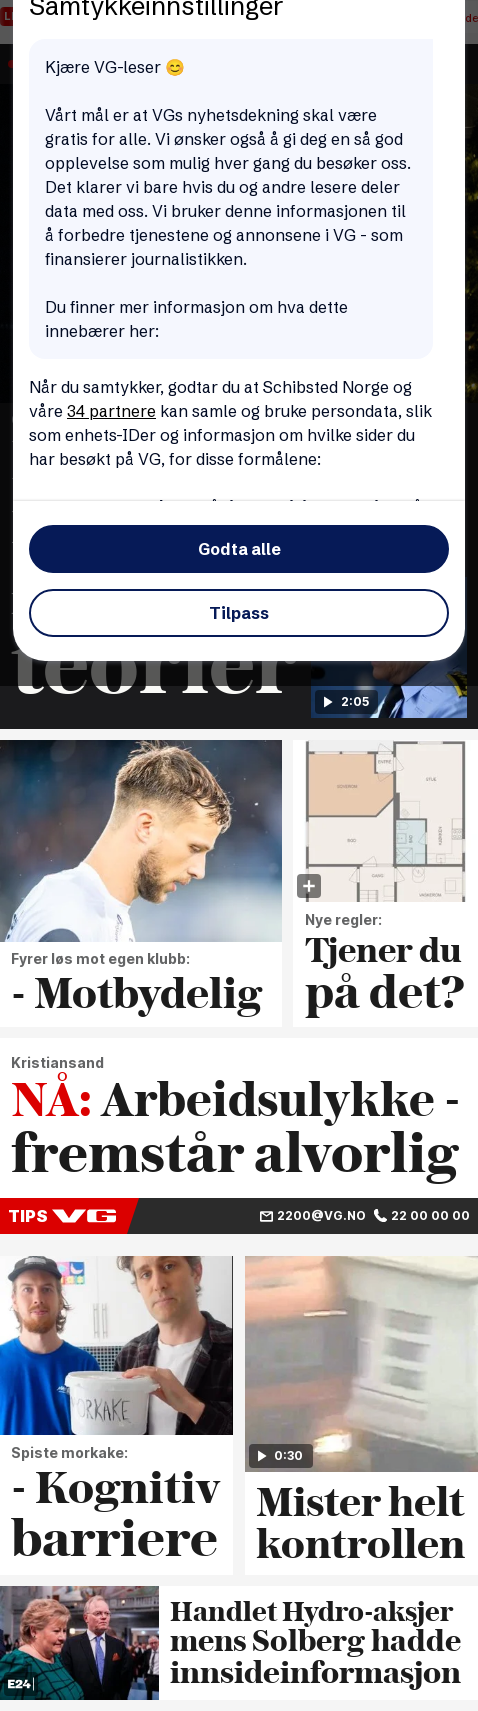 Samtykkeinnstillinger
Kjære VG-leser 😊
Vårt mål er at VGs nyhetsdekning skal være
gratis for alle. Vi ønsker også å gi deg en så god
opplevelse som mulig hver gang du besøker oss.
Det klarer vi bare hvis du og andre lesere deler
data med oss. Vi bruker denne informasjonen til
å forbedre tjenestene og annonsene i VG - som
finansierer journalistikken.
Du finner mer informasjon om hva dette
innebærer her:
Når du samtykker, godtar du at Schibsted Norge og
våre 34 partnere kan samle og bruke persondata, slik
som enhets-IDer og informasjon om hvilke sider du
har besøkt på VG, for disse formålene:
Godta alle
Tilpass
teorier
2:05
Fyrer løs mot egen klubb:
- Motbydelig
Nye regler:
Tjener du
på det?
Kristiansand
NÅ: Arbeidsulykke -
fremstår alvorlig
TIPS VG 2200@VG.NO 22 00 00 00
MORKAKE
Spiste morkake:
- Kognitiv
barriere
0:30
Mister helt
kontrollen
E24
Handlet Hydro-aksjer
mens Solberg hadde
innsideinformasjon